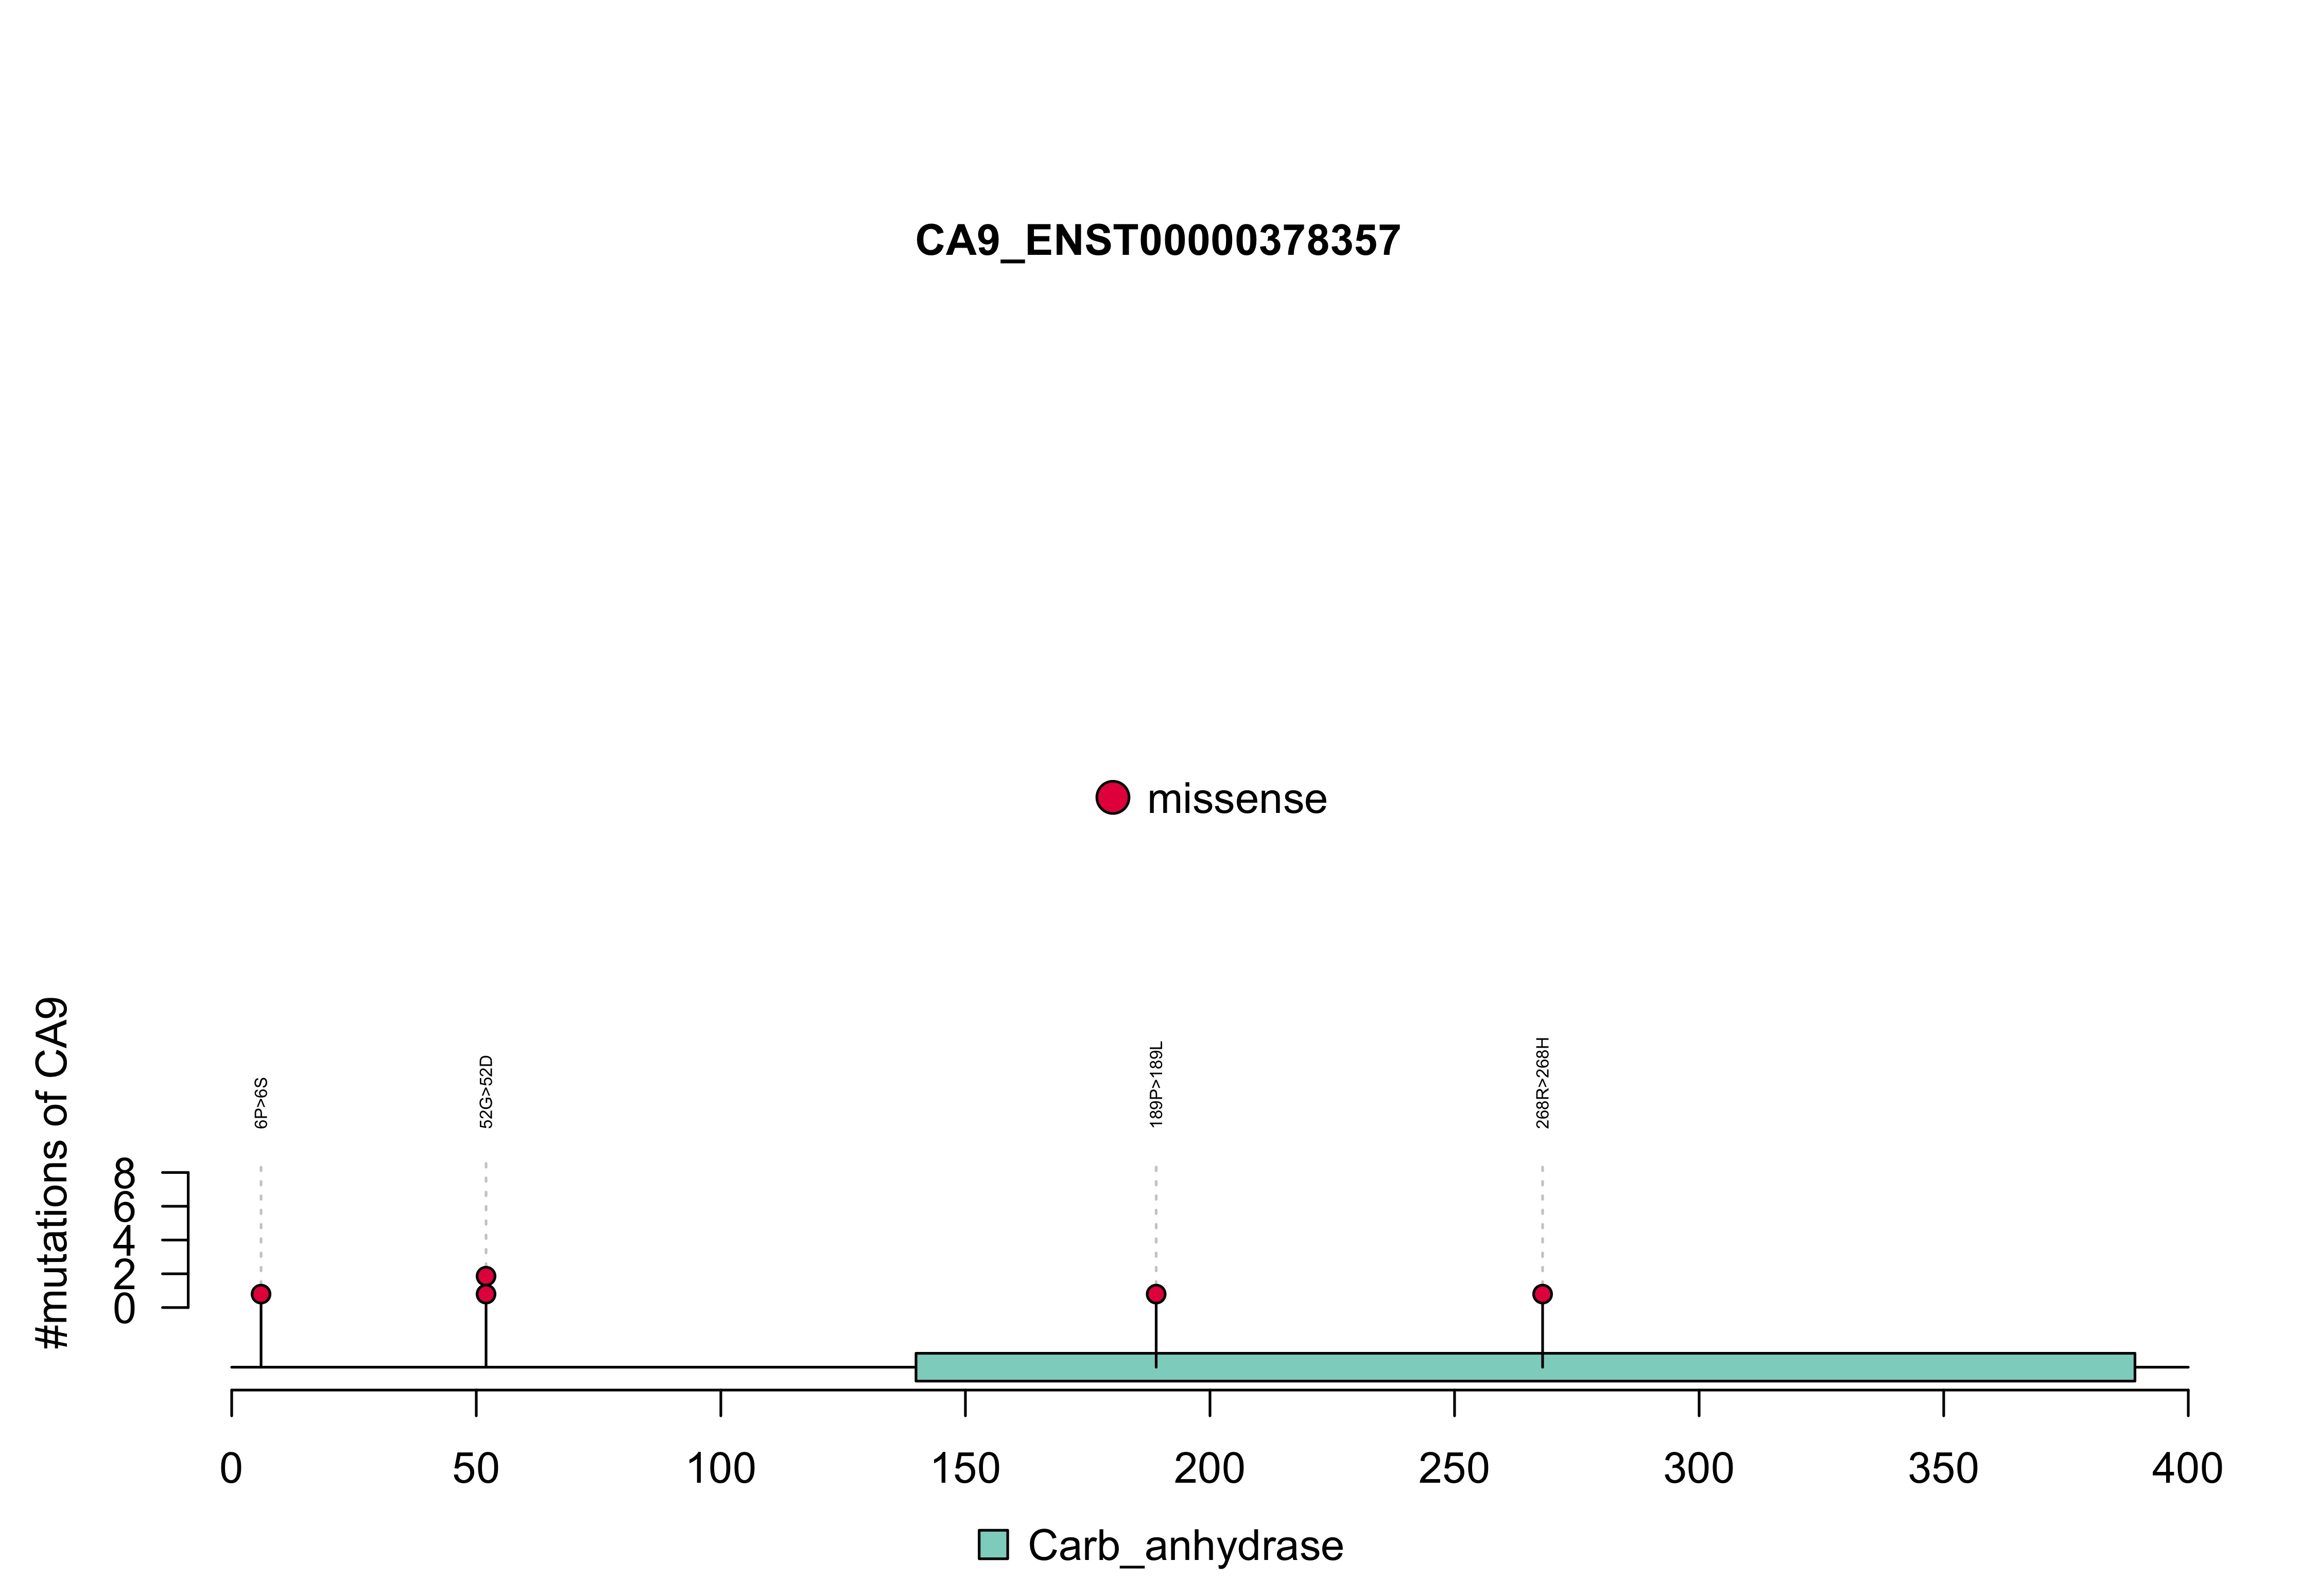 CA9_ENST00000378357
missense
#mutations of CA9
6P>6S
52G>52D
189P>189L
268R>268H
8
6
4
2
0
0 50 100 150 200 250 300 350 400
Carb_anhydrase